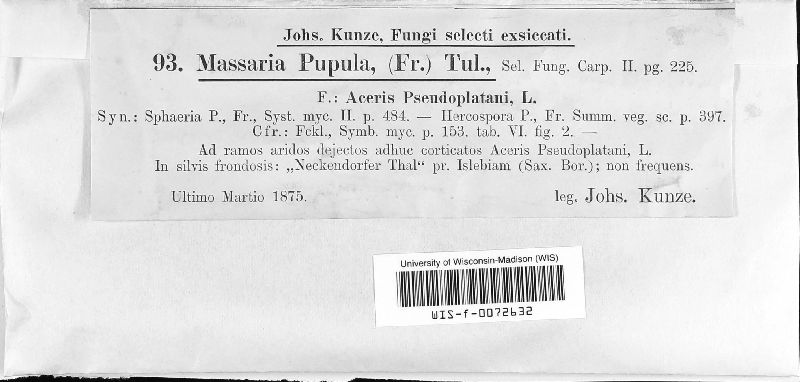 Johs. Kunze, Fungi selecti exsiccati.
93. Massaria Pupula, (Fr.) Tul., Sel. Fung. Carp. II. pg. 225.
F.: Aceris Pseudoplatani, L.
Syn.: Sphaeria P., Fr., Syst. myc. II. p. 484. — Hercospora P., Fr. Summ. veg. sc. p. 397.
Cfr.: Fckl., Symb. myc. p. 153. tab. VI. fig. 2. —
Ad ramos aridos dejectos adhuc corticatos Aceris Pseudoplatani, L.
In silvis frondosis: „Neckendorfer Thal“ pr. Islebiam (Sax. Bor.); non frequens.
Ultimo Martio 1875. leg. Johs. Kunze.
University of Wisconsin-Madison (WIS)
WIS-f-0072632